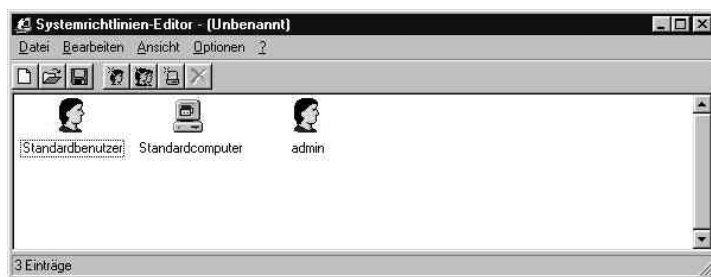 Systemrichtlinien-Editor - (Unbenannt)
Datei Bearbeiten Ansicht Optionen ?
Standardbenutzer Standardcomputer admin
3 Einträge